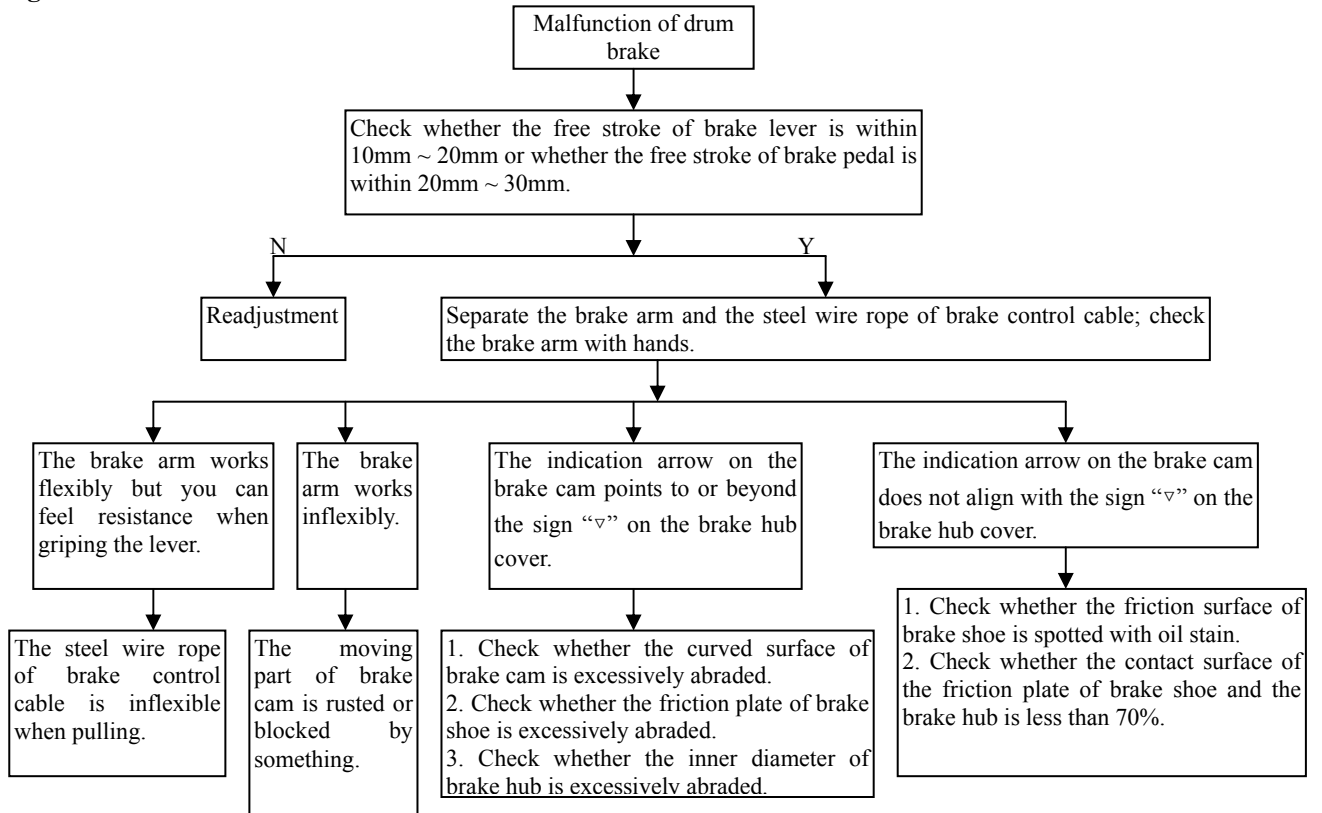 Malfunction of drum
brake
Check whether the free stroke of brake lever is within
10mm ~ 20mm or whether the free stroke of brake pedal is
within 20mm ~ 30mm.
N
Y
Readjustment
Separate the brake arm and the steel wire rope of brake control cable; check
the brake arm with hands.
The brake arm works
flexibly but you can
feel resistance when
griping the lever.
The brake
arm works
inflexibly.
The indication arrow on the
brake cam points to or beyond
the sign “▽” on the brake hub
cover.
The indication arrow on the brake cam
does not align with the sign “▽” on the
brake hub cover.
The steel wire rope
of brake control
cable is inflexible
when pulling.
The moving
part of brake
cam is rusted or
blocked by
something.
1. Check whether the curved surface of
brake cam is excessively abraded.
2. Check whether the friction plate of brake
shoe is excessively abraded.
3. Check whether the inner diameter of
brake hub is excessively abraded.
1. Check whether the friction surface of
brake shoe is spotted with oil stain.
2. Check whether the contact surface of
the friction plate of brake shoe and the
brake hub is less than 70%.